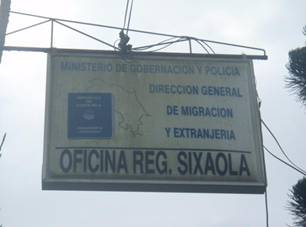 MINISTERIO DE GOBERNACION Y POLICIA
DIRECCION GENERAL
DE MIGRACION
Y EXTRANJERIA
OFICINA REG. SIXAOLA